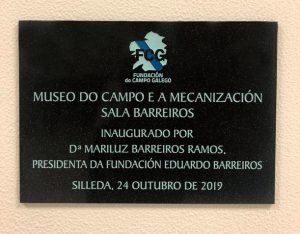 FCG
FUNDACIÓN
do CAMPO GALEGO
MUSEO DO CAMPO E A MECANIZACIÓN
SALA BARREIROS
INAUGURADO POR
Dª MARILUZ BARREIROS RAMOS.
PRESIDENTA DA FUNDACIÓN EDUARDO BARREIROS
SILLEDA, 24 OUTUBRO DE 2019